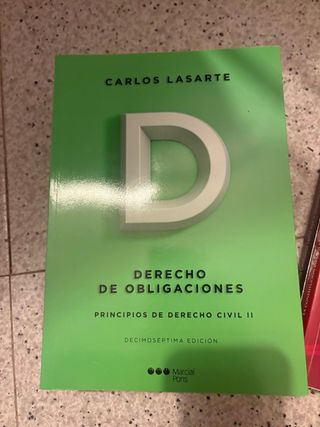 CARLOS LASARTE
D
DERECHO
DE OBLIGACIONES
PRINCIPIOS DE DERECHO CIVIL II
DECIMOSÉPTIMA EDICIÓN
Marcial
Pons